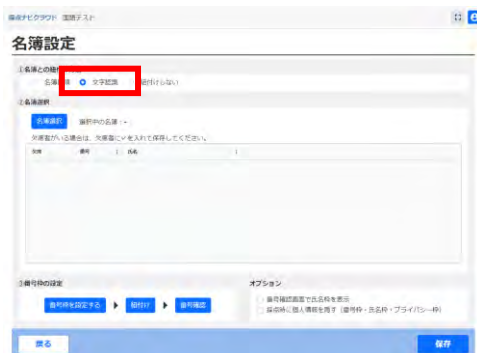 採点ナビクラウド 国語テスト
名簿設定
①名簿との紐付
文字認識
紐付けしない
②名簿選択
名簿選択 選択中の名簿：-
欠席者がいる場合は、欠席者に✓を入れて保存してください。
欠席 番号 氏名
③番号枠の設定
オプション
番号枠を設定する ▶ 紐付け ▶ 番号確認
番号確認画面で氏名枠を表示
採点時に個人情報を隠す（番号枠・氏名枠・プライバシー枠）
戻る
保存